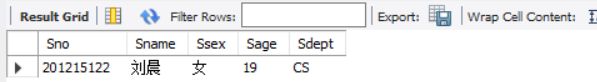 Result Grid Filter Rows: Export: Wrap Cell Content:
Sno Sname Ssex Sage Sdept
201215122 刘晨 女 19 CS